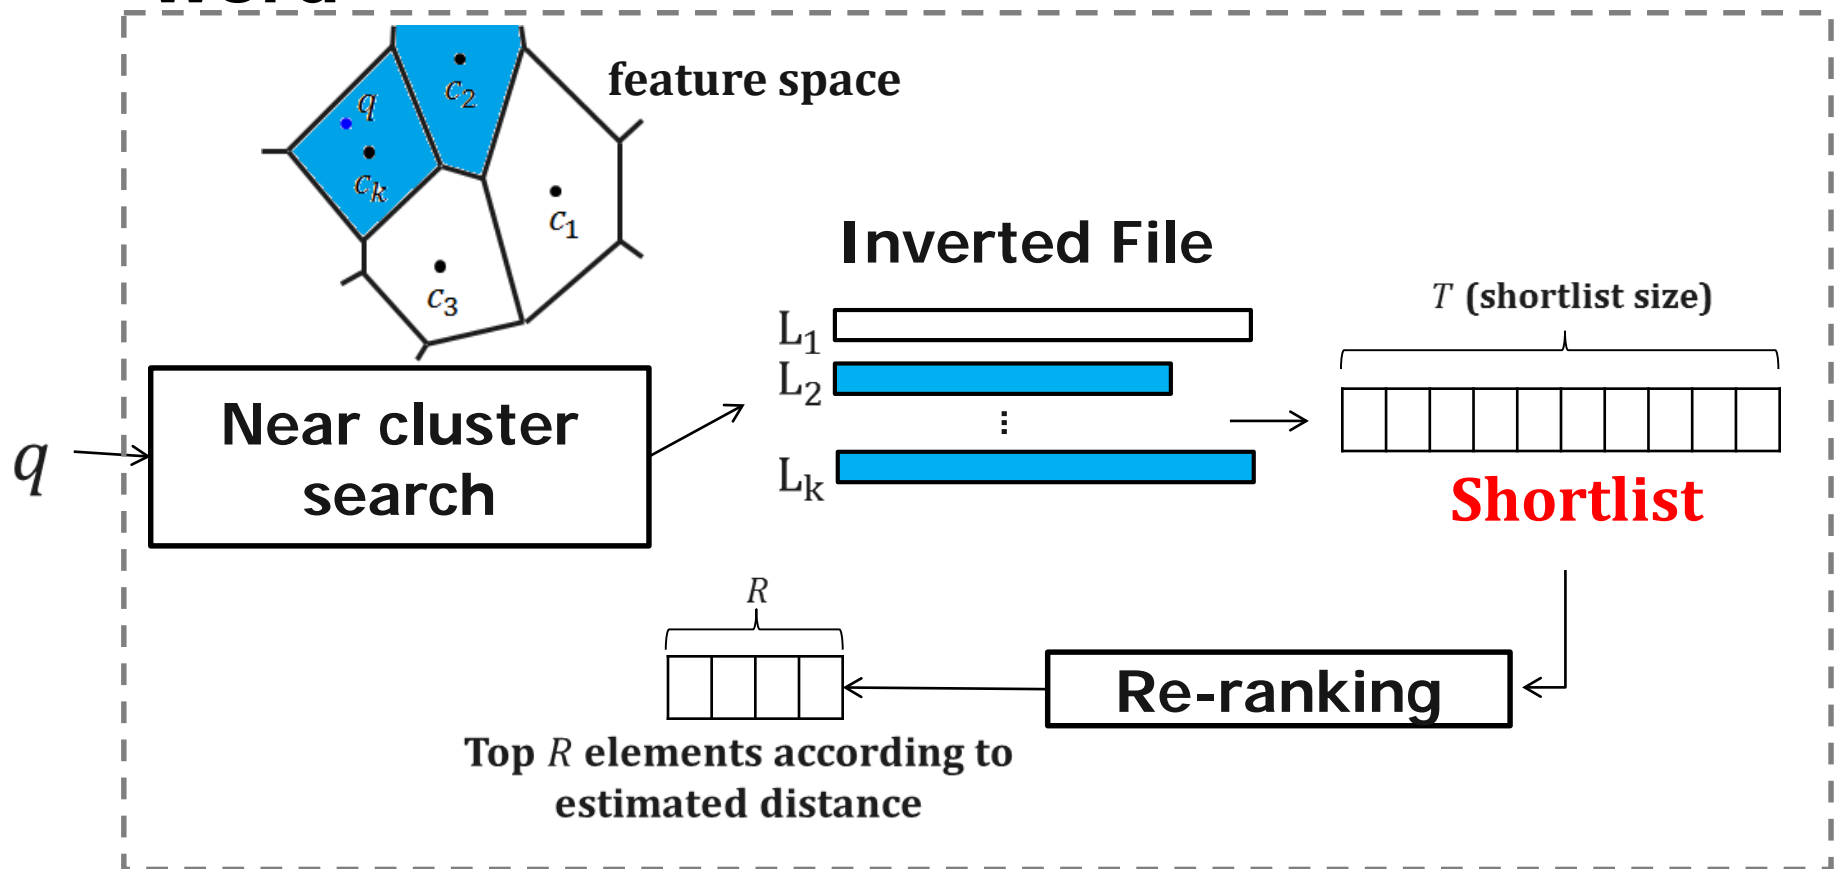 feature space
c2
q
ck
c1
c3
Inverted File
L1
L2
⋮
Lk
T (shortlist size)
Shortlist
q
Near cluster
search
R
Re-ranking
Top R elements according to
estimated distance